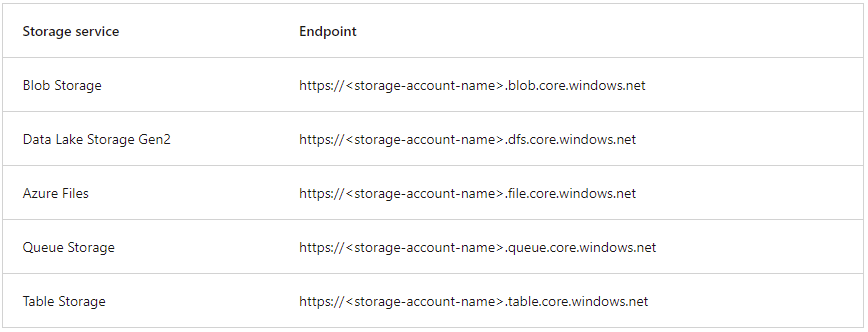 Storage service Endpoint
Blob Storage https://<storage-account-name>.blob.core.windows.net
Data Lake Storage Gen2 https://<storage-account-name>.dfs.core.windows.net
Azure Files https://<storage-account-name>.file.core.windows.net
Queue Storage https://<storage-account-name>.queue.core.windows.net
Table Storage https://<storage-account-name>.table.core.windows.net